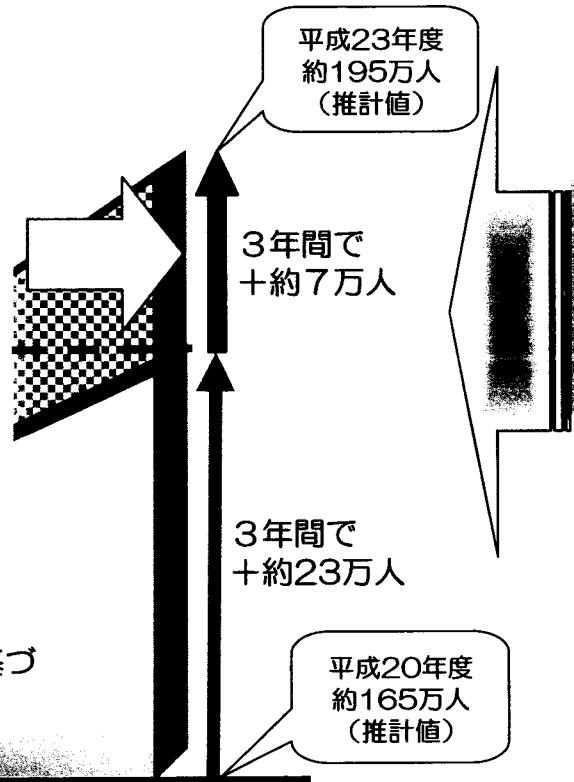 平成23年度
約195万人
（推計値）
３年間で
＋約７万人
３年間で
＋約23万人
づ
平成20年度
約165万人
（推計値）